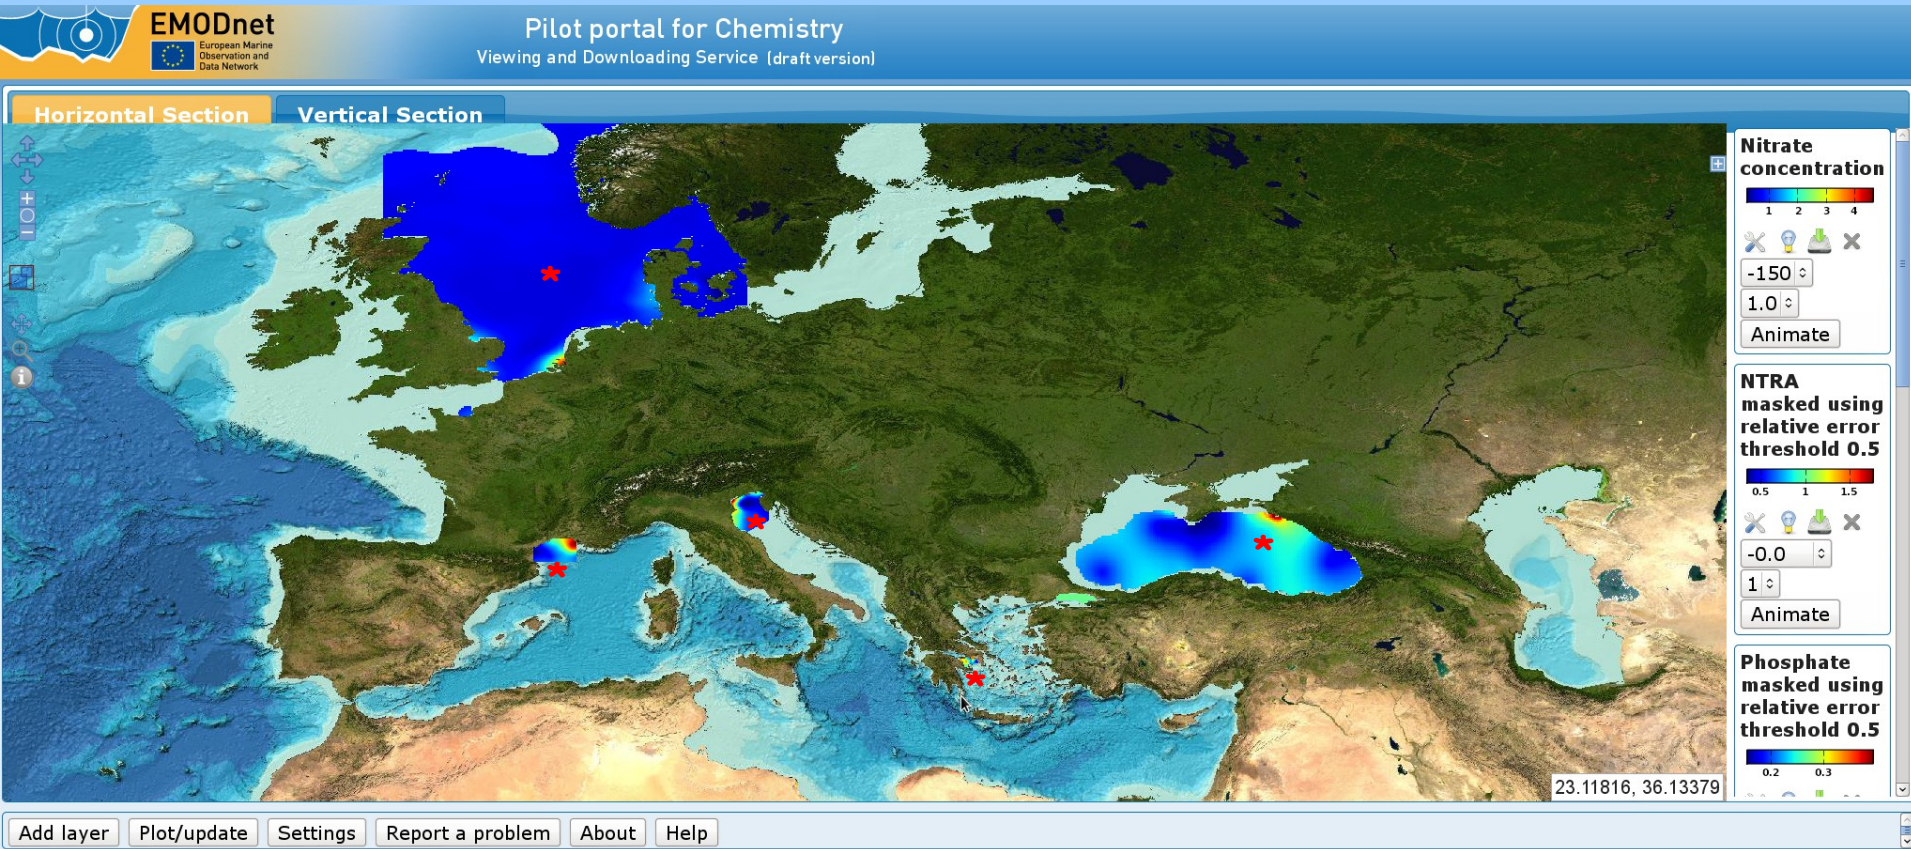 EMODnet
European Marine
Observation and
Data Network
Pilot portal for Chemistry
Viewing and Downloading Service (draft version)
Horizontal Section
Vertical Section
Nitrate
concentration
1 2 3 4
-150
1.0
Animate
NTRA
masked using
relative error
threshold 0.5
0.5 1 1.5
-0.0
1
Animate
Phosphate
masked using
relative error
threshold 0.5
0.2 0.3
23.11816, 36.13379
Add layer
Plot/update
Settings
Report a problem
About
Help